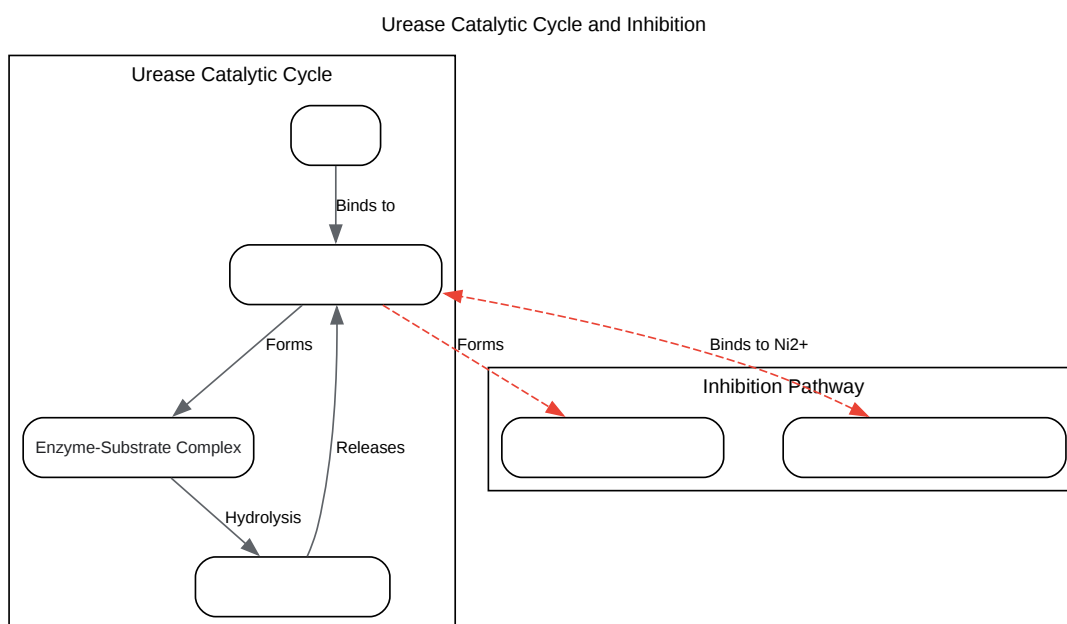 Urease Catalytic Cycle and Inhibition
Urease Catalytic Cycle
Binds to
Forms
Forms
Binds to Ni2+
Inhibition Pathway
Enzyme-Substrate Complex
Releases
Hydrolysis